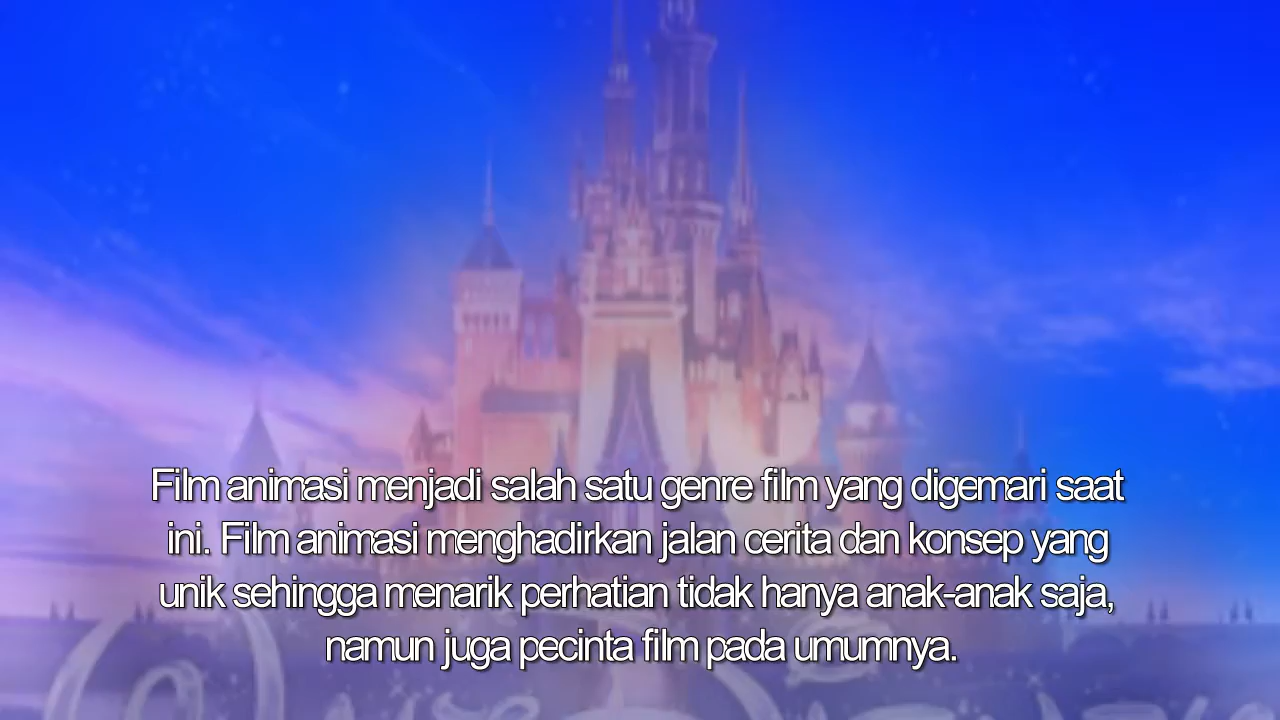 Film animasi menjadi salah satu genre film yang digemari saat
ini. Film animasi menghadirkan jalan cerita dan konsep yang
unik sehingga menarik perhatian tidak hanya anak-anak saja,
namun juga pecinta film pada umumnya.